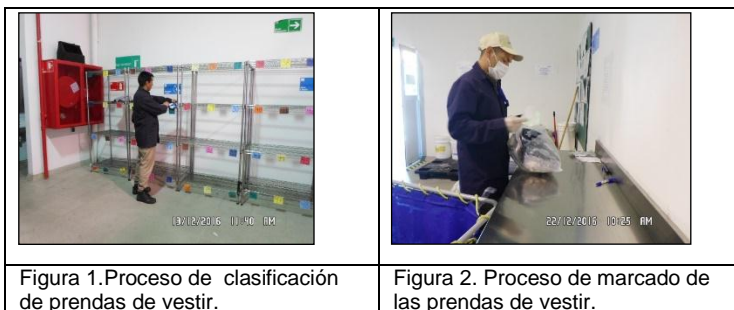 13/12/2016 11:40 AM
22/12/2016 10:25 AM
Figura 1.Proceso de clasificación
de prendas de vestir.
Figura 2. Proceso de marcado de
las prendas de vestir.